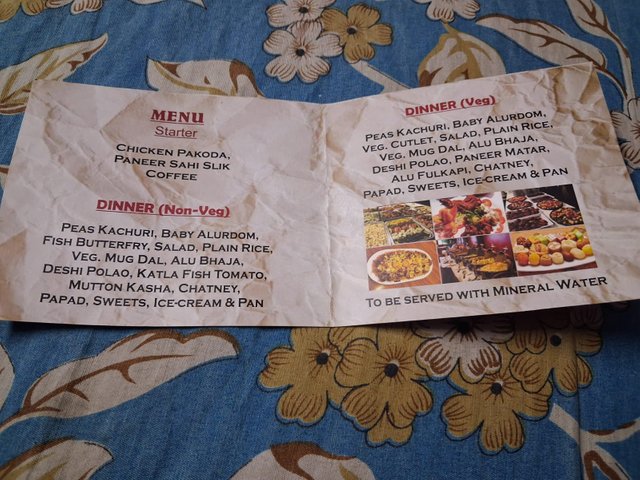 MENU
Starter
CHICKEN PAKODA,
PANEER SAHI SLIK
COFFEE
DINNER (Non-Veg)
PEAS KACHURI, BABY ALURDOM,
FISH BUTTERFRY, SALAD, PLAIN RICE,
VEG. MUG DAL, ALU BHAJA,
DESHI POLAO, KATLA FISH TOMATO,
MUTTON KASHA, CHATNEY,
PAPAD, SWEETS, ICE-CREAM & PAN
DINNER (Veg)
PEAS KACHURI, BABY ALURDOM,
VEG. CUTLET, SALAD, PLAIN RICE,
VEG. MUG DAL, ALU BHAJA,
DESHI POLAO, PANEER MATAR,
ALU FULKAPI, CHATNEY,
PAPAD, SWEETS, ICE-CREAM & PAN
TO BE SERVED WITH MINERAL WATER